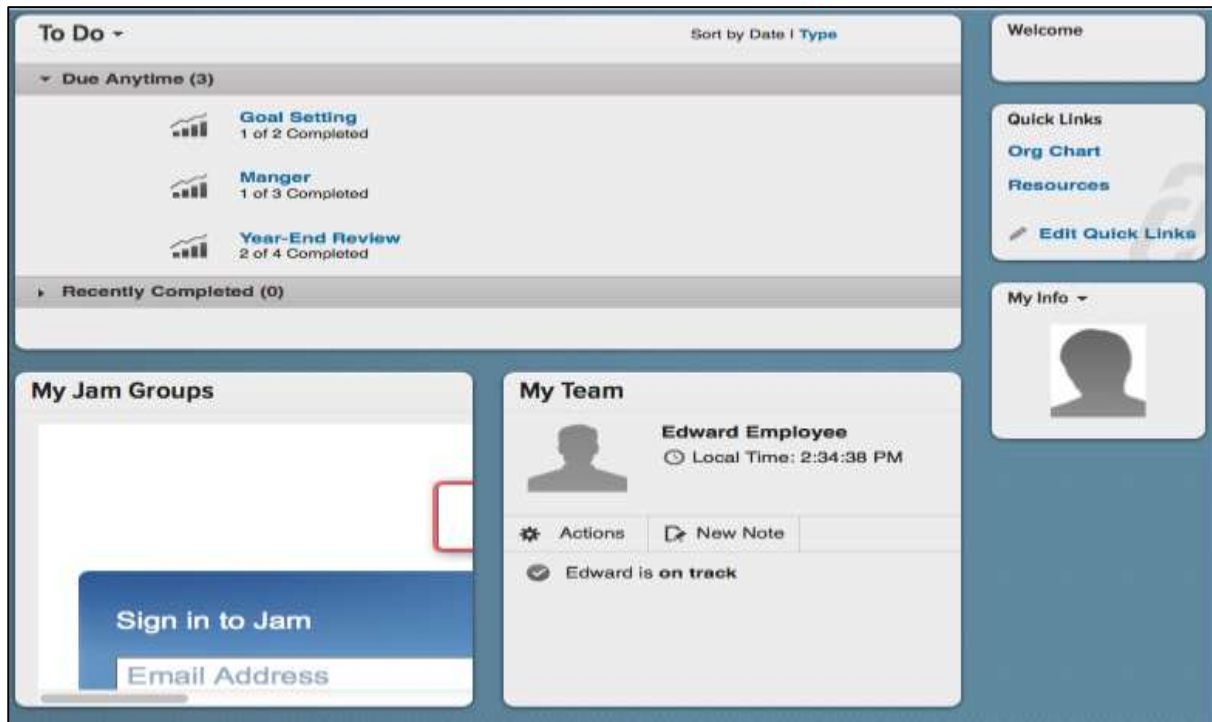 To Do
Sort by Date | Type
Due Anytime (3)
Goal Setting
1 of 2 Completed
Manger
1 of 3 Completed
Year-End Review
2 of 4 Completed
Recently Completed (0)
My Jam Groups
Sign in to Jam
Email Address
My Team
Edward Employee
Local Time: 2:34:38 PM
Actions New Note
Edward is on track
Welcome
Quick Links
Org Chart
Resources
Edit Quick Links
My Info